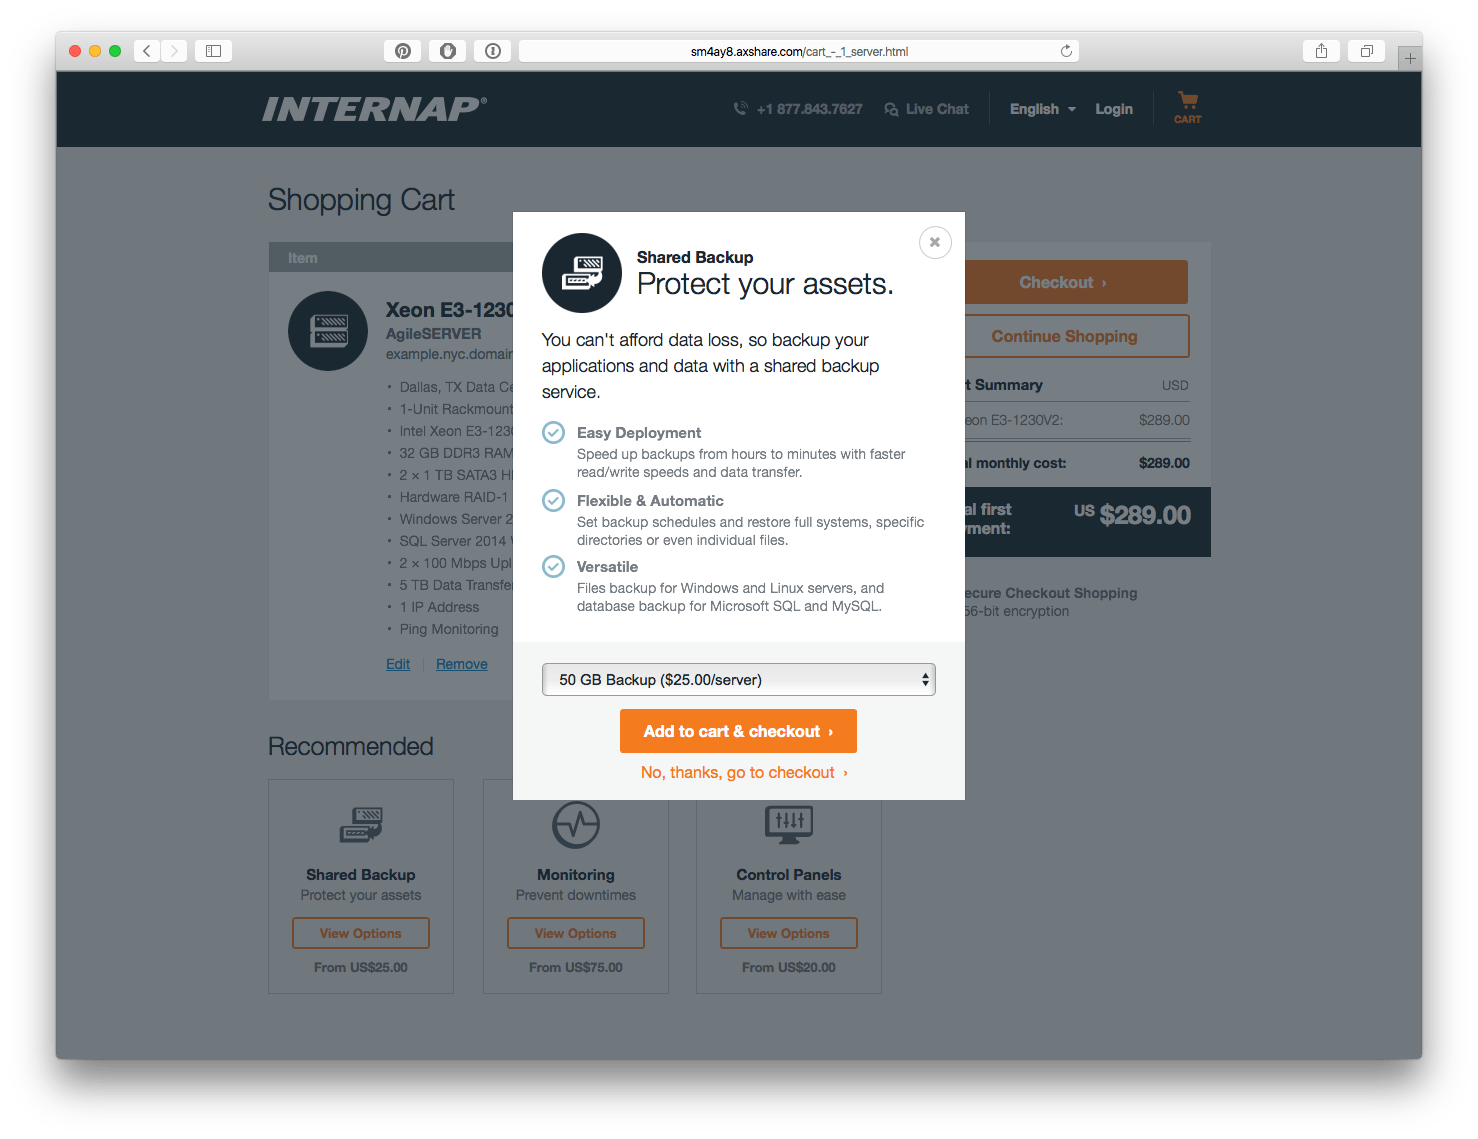 sm4ay8.axshare.com/cart_-_1_server.html
INTERNAP®
+1 877.843.7627
Live Chat
English
Login
CART
Shopping Cart
Item
Xeon E3-1230
AgileSERVER
example.nyc.domain
• Dallas, TX Data Ce
• 1-Unit Rackmount
• Intel Xeon E3-123
• 32 GB DDR3 RAM
• 2 × 1 TB SATA3 H
• Hardware RAID-1
• Windows Server 2
• SQL Server 2014
• 2 × 100 Mbps Upl
• 5 TB Data Transfe
• 1 IP Address
• Ping Monitoring
Edit
Remove
Shared Backup
Protect your assets.
You can't afford data loss, so backup your
applications and data with a shared backup
service.
Easy Deployment
Speed up backups from hours to minutes with faster
read/write speeds and data transfer.
Flexible & Automatic
Set backup schedules and restore full systems, specific
directories or even individual files.
Versatile
Files backup for Windows and Linux servers, and
database backup for Microsoft SQL and MySQL.
50 GB Backup ($25.00/server)
Add to cart & checkout ›
No, thanks, go to checkout ›
Checkout ›
Continue Shopping
t Summary USD
eon E3-1230V2: $289.00
al monthly cost: $289.00
al first
ment:
US $289.00
ecure Checkout Shopping
56-bit encryption
Recommended
Shared Backup
Protect your assets
View Options
From US$25.00
Monitoring
Prevent downtimes
View Options
From US$75.00
Control Panels
Manage with ease
View Options
From US$20.00